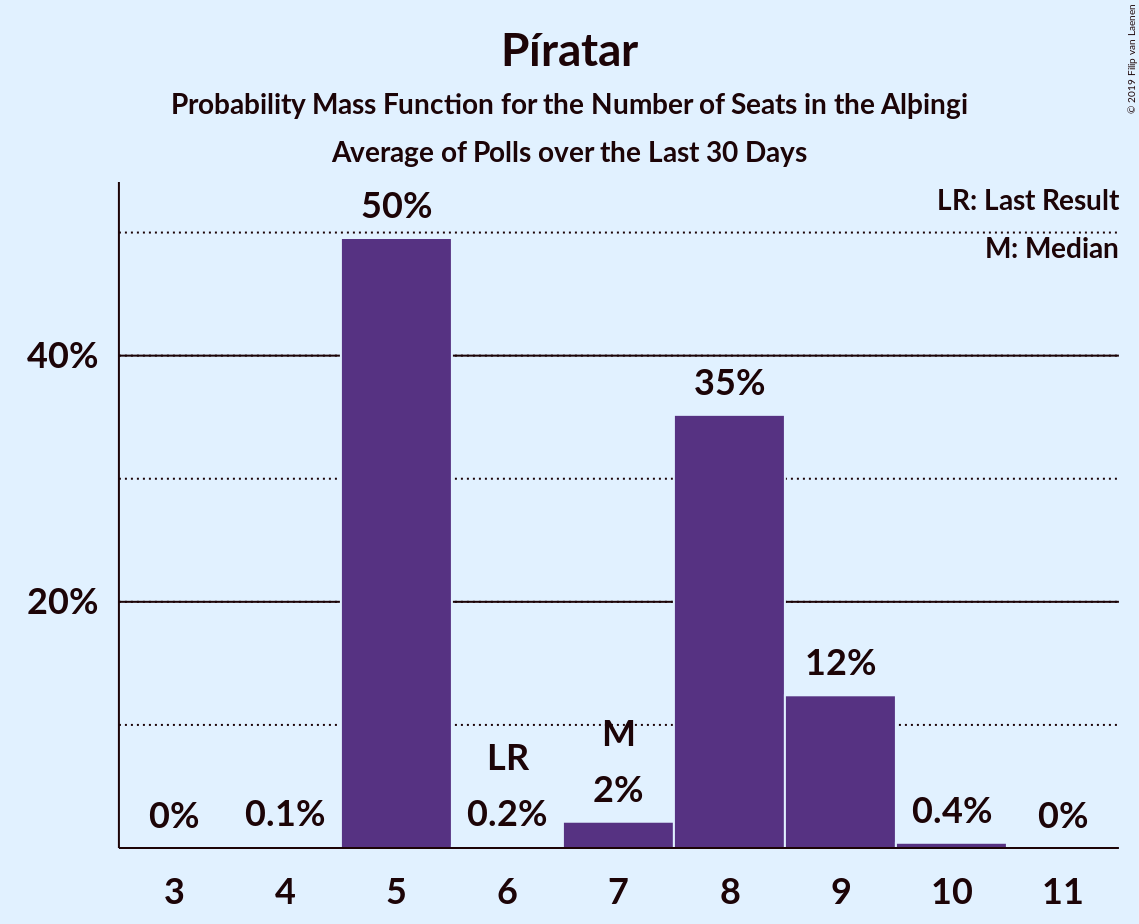 Píratar
Probability Mass Function for the Number of Seats in the Alþingi
Average of Polls over the Last 30 Days
© 2019 Filip van Laenen
LR: Last Result
M: Median
50%
40%
35%
20%
12%
M
LR
2%
0%
0.1%
0.2%
0.4%
0%
3 4 5 6 7 8 9 10 11